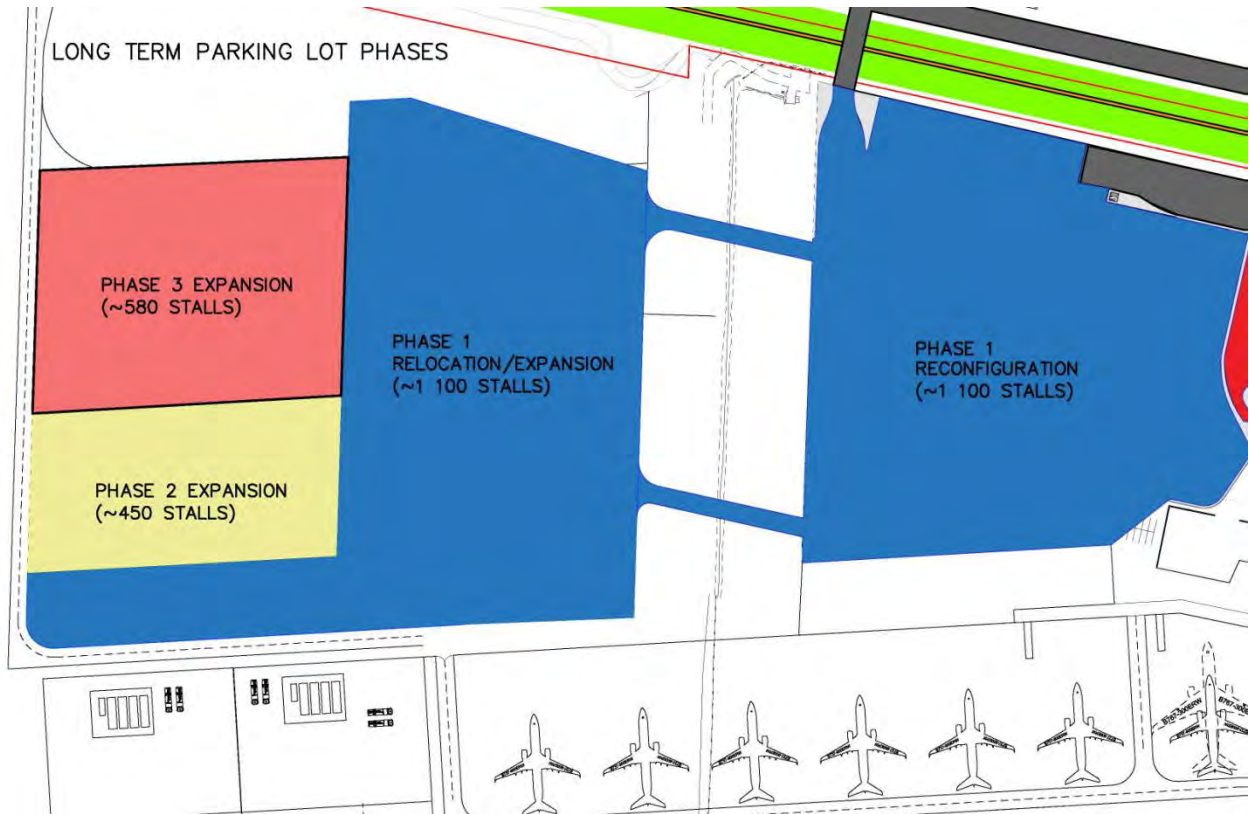 LONG TERM PARKING LOT PHASES
PHASE 3 EXPANSION
(~580 STALLS)
PHASE 1
RELOCATION/EXPANSION
(~1 100 STALLS)
PHASE 1
RECONFIGURATION
(~1 100 STALLS)
PHASE 2 EXPANSION
(~450 STALLS)